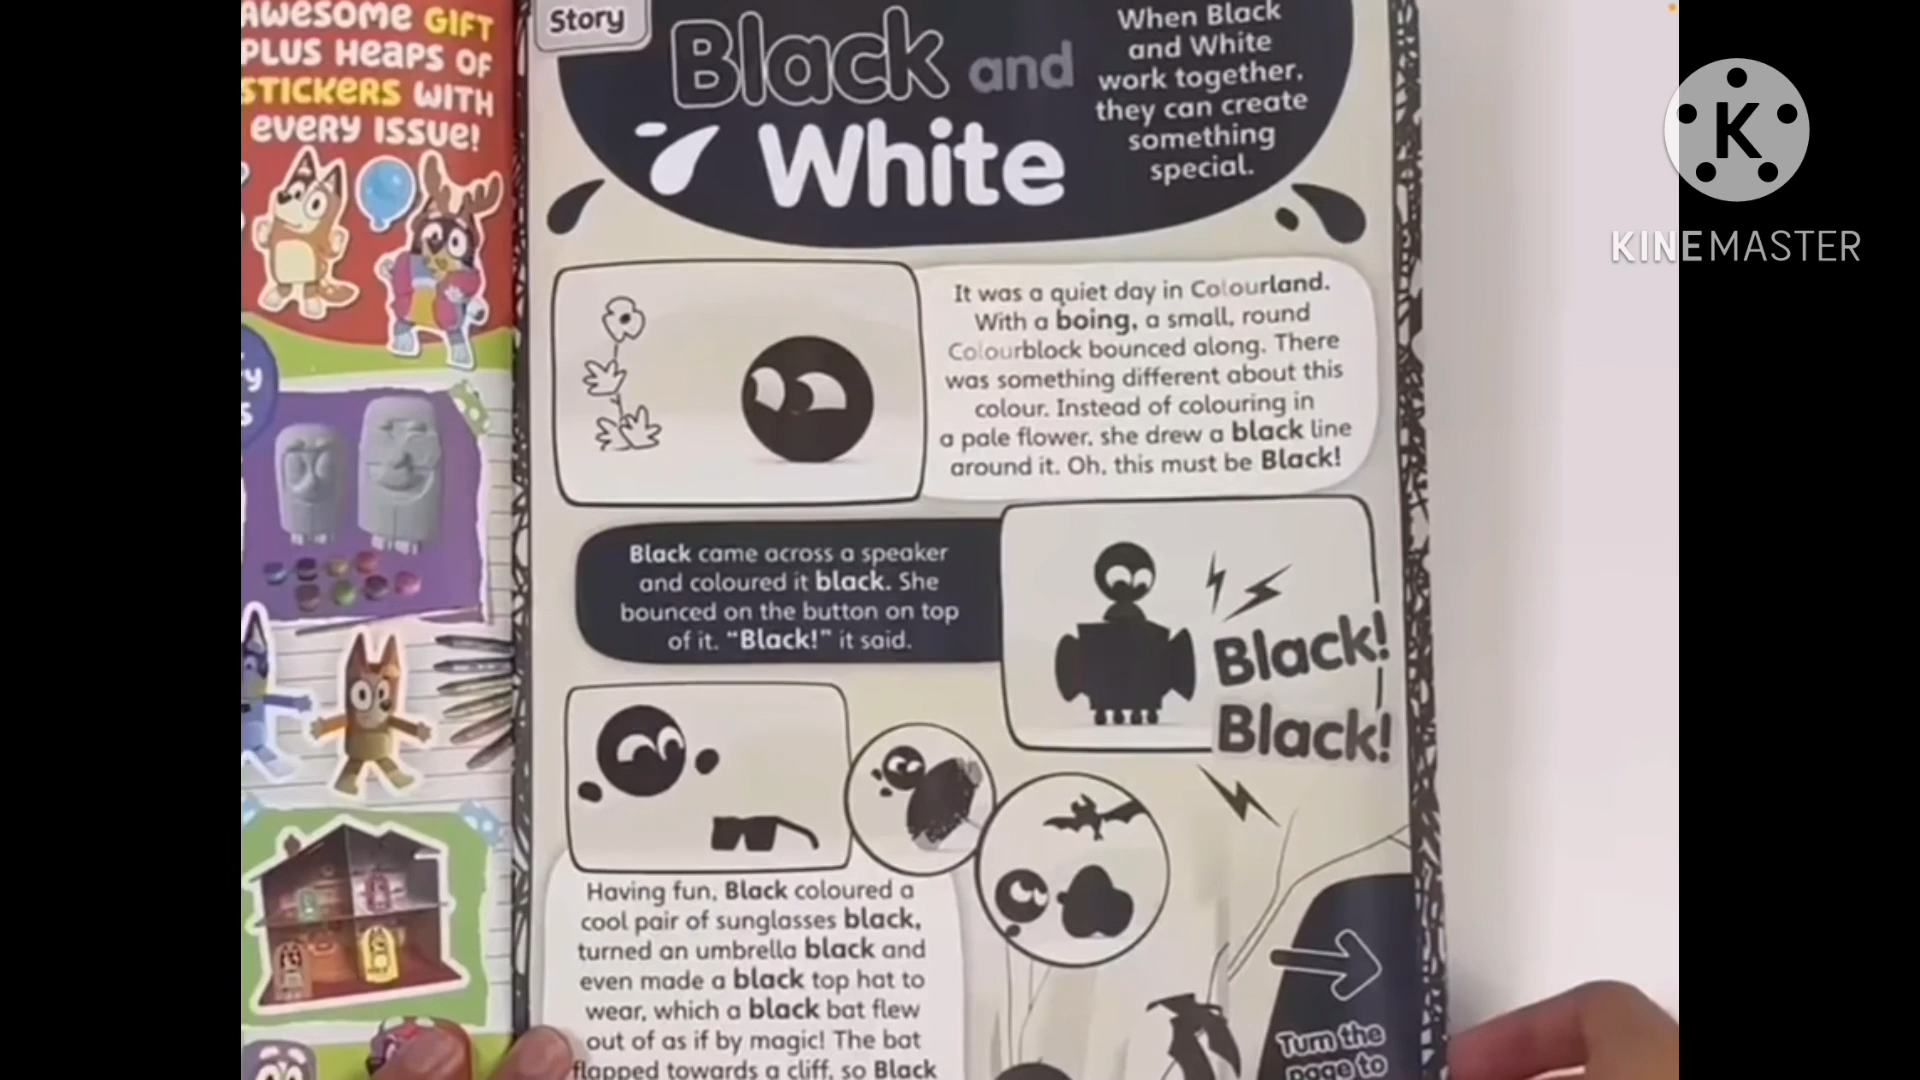 AWESOME GIFT
PLUS HEAPS OF
STICKERS WITH
EVERY ISSUE!
Story
Black and
White
When Black
and White
work together,
they can create
something
special.
It was a quiet day in Colourland.
With a boing, a small, round
Colourblock bounced along. There
was something different about this
colour. Instead of colouring in
a pale flower, she drew a black line
around it. Oh, this must be Black!
Black came across a speaker
and coloured it black. She
bounced on the button on top
of it. “Black!” it said.
Black!
Black!
Having fun, Black coloured a
cool pair of sunglasses black,
turned an umbrella black and
even made a black top hat to
wear, which a black bat flew
out of as if by magic! The bat
flapped towards a cliff, so Black
Turn the
page to
K
KINEMASTER